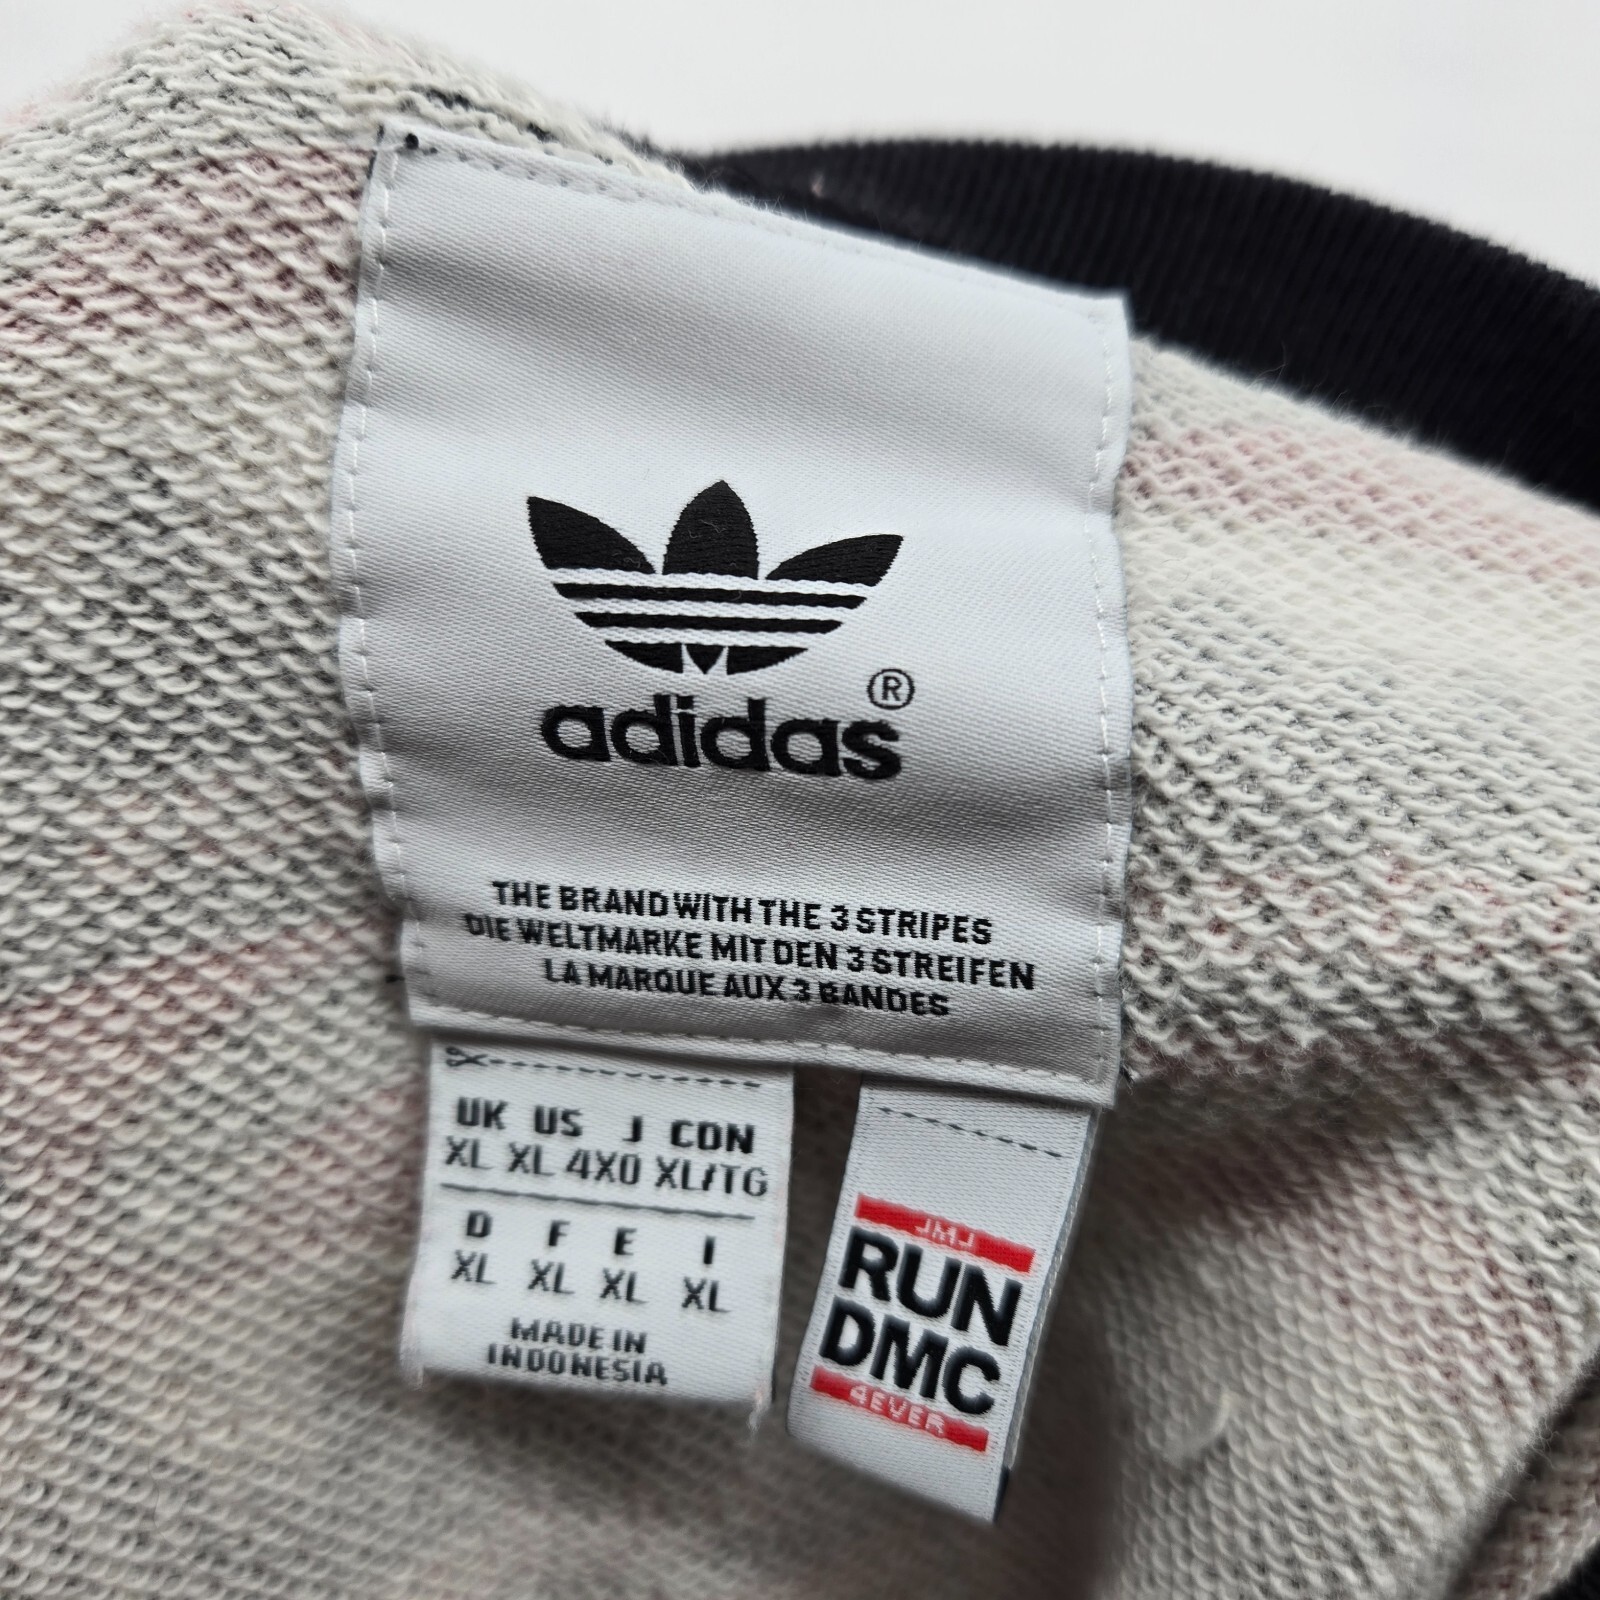 adidas®
THE BRAND WITH THE 3 STRIPES
DIE WELTMARKE MIT DEN 3 STREIFEN
LA MARQUE AUX 3 BANDES
UK US J CDN
XL XL 4XO XL/TG
D F E I
XL XL XL XL
MADE IN
INDONESIA
JMJ
RUN
DMC
4EVER